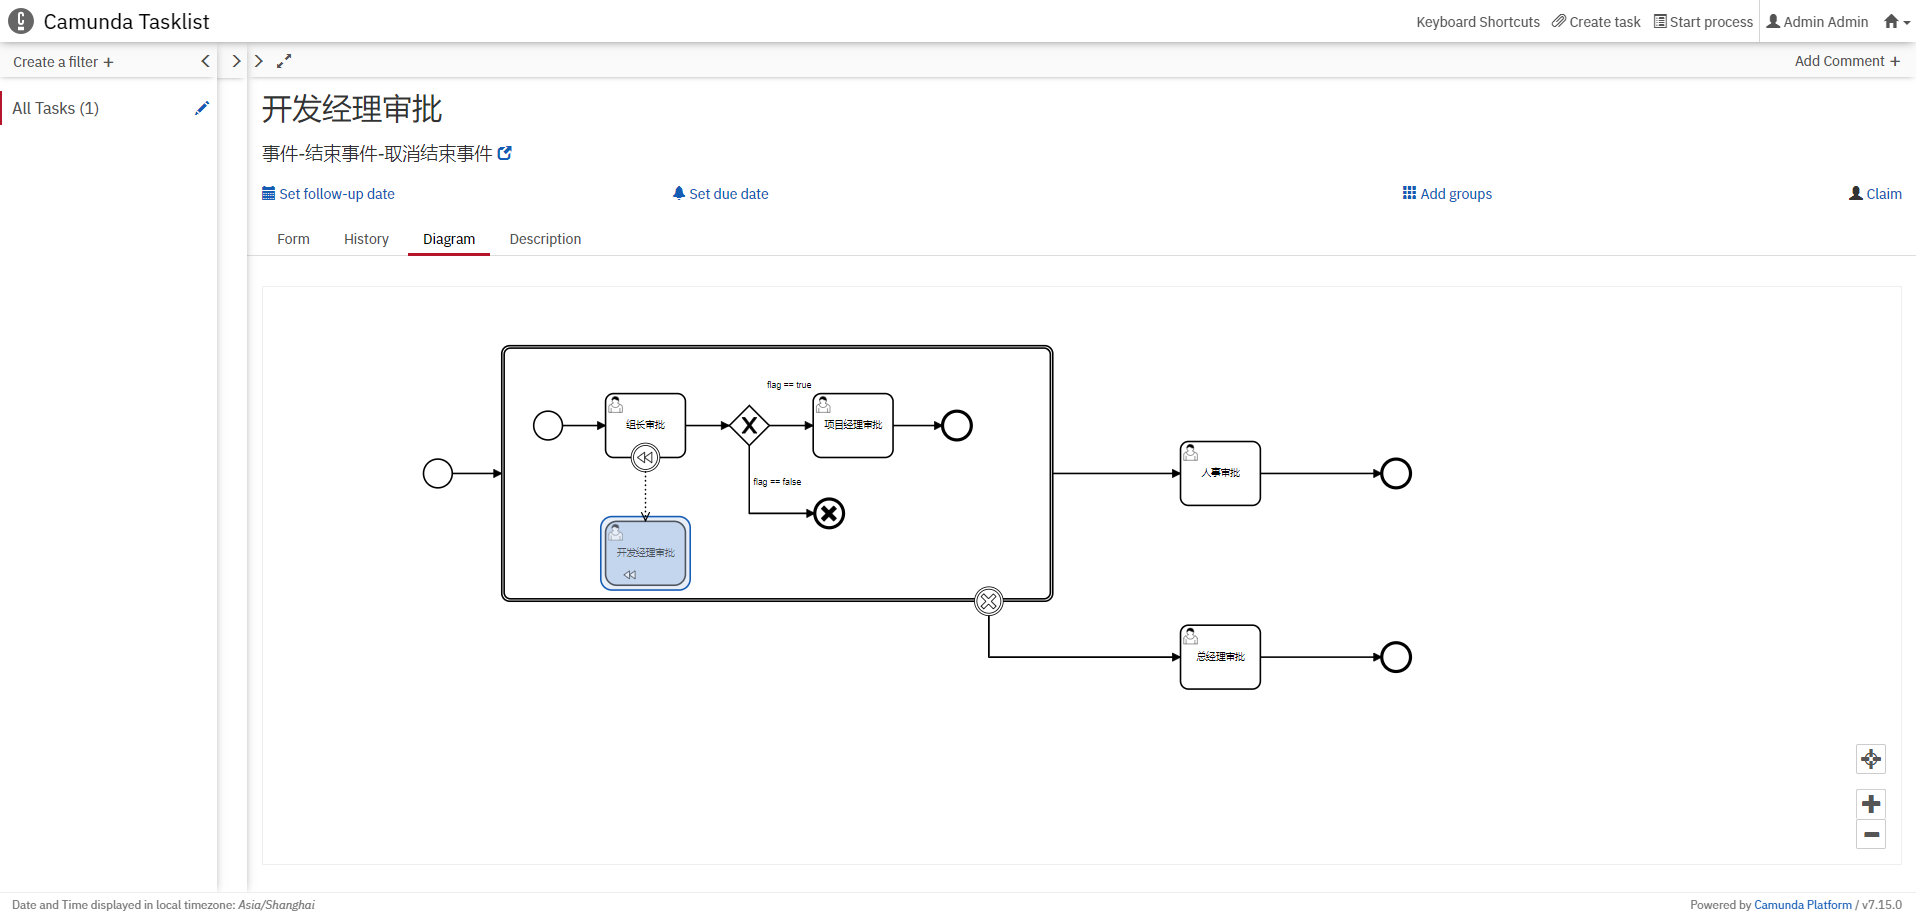 Camunda Tasklist
Keyboard Shortcuts Create task Start process Admin Admin
Create a filter +
Add Comment +
All Tasks (1)
开发经理审批
事件-结束事件-取消结束事件
Set follow-up date Set due date Add groups Claim
Form History Diagram Description
flag == true
组长审批 项目经理审批
人事审批
flag == false
开发经理审批
总经理审批
Date and Time displayed in local timezone: Asia/Shanghai
Powered by Camunda Platform / v7.15.0